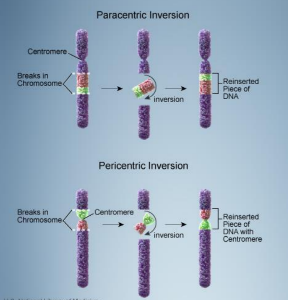 Paracentric Inversion
Centromere
Breaks in
Chromosome
inversion
Reinserted
Piece of
DNA
Pericentric Inversion
Breaks in
Chromosome
Centromere
inversion
Reinserted
Piece of
DNA with
Centromere